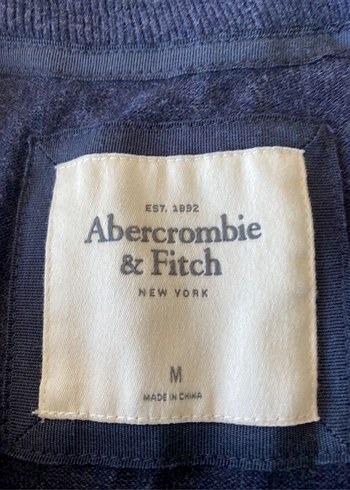 EST. 1892
Abercrombie
& Fitch
NEW YORK
M
MADE IN CHINA